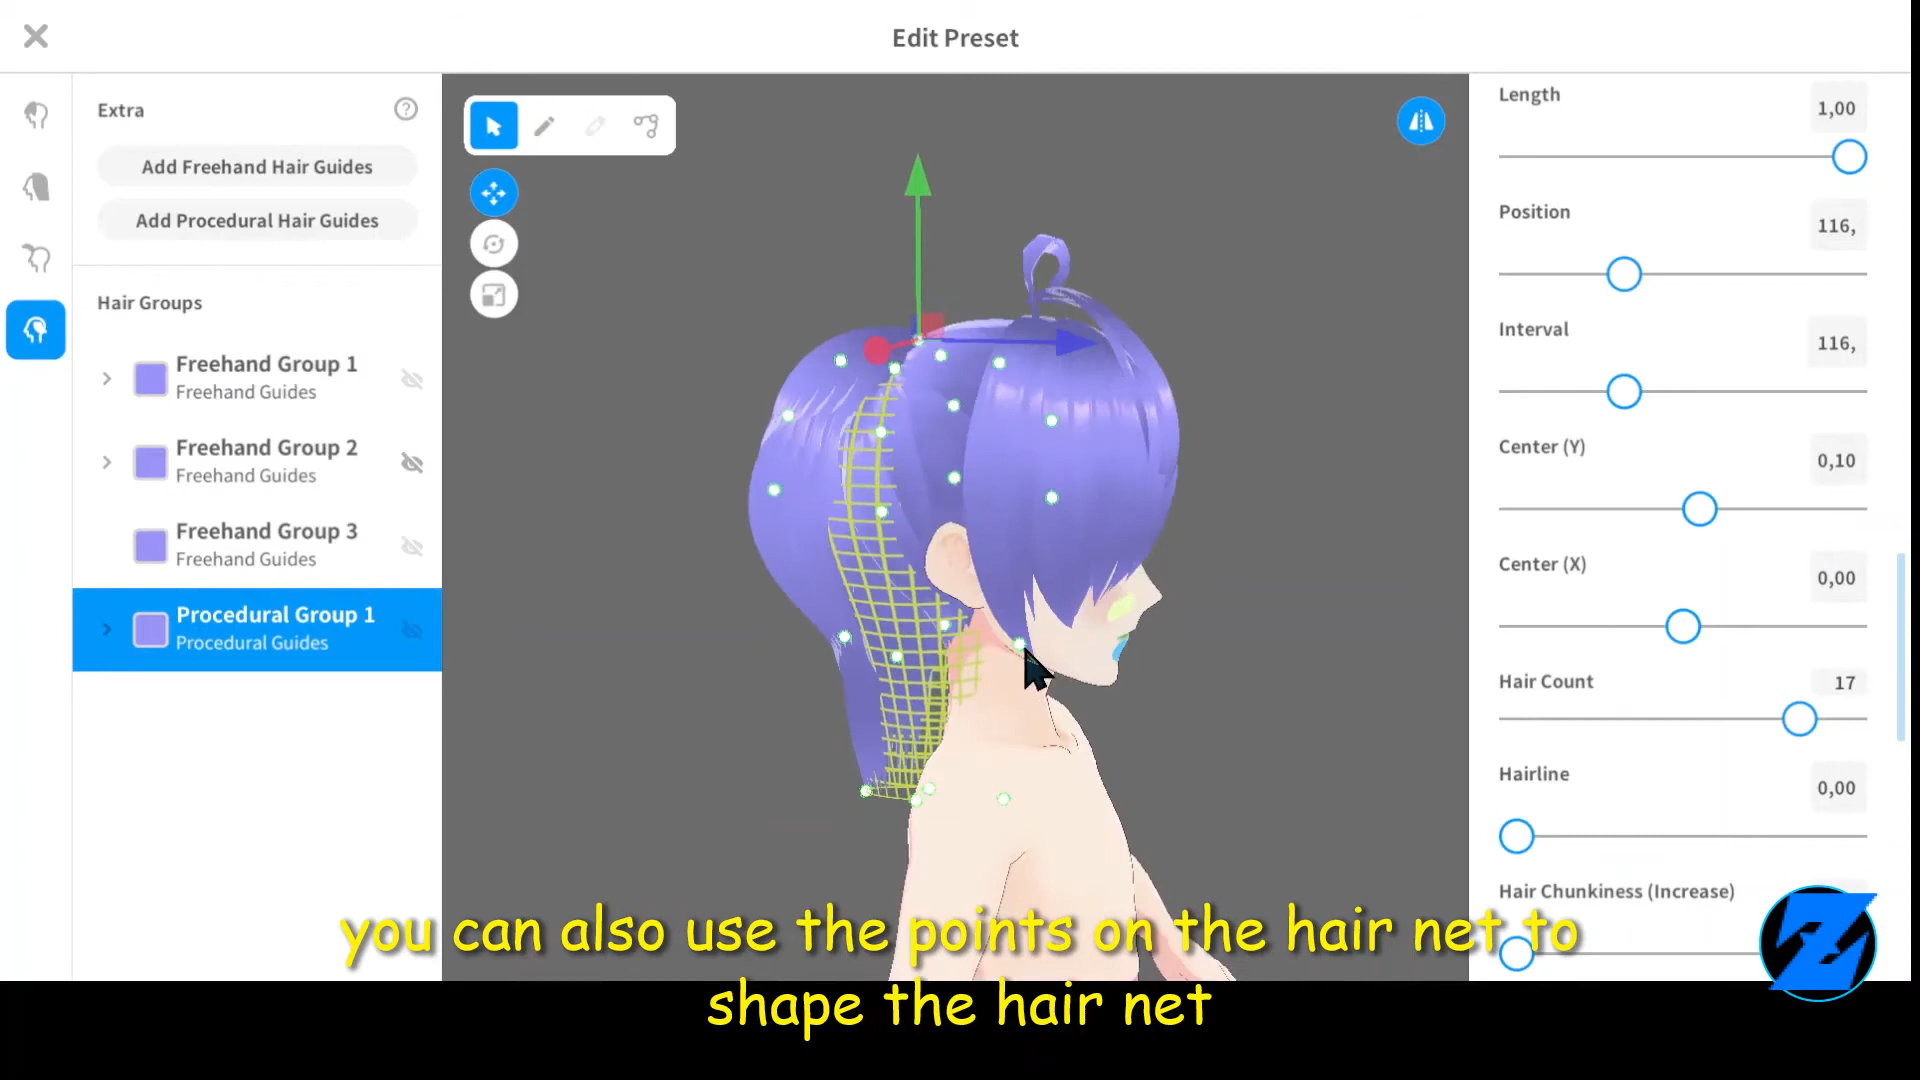 Edit Preset
Extra
Add Freehand Hair Guides
Add Procedural Hair Guides
Hair Groups
Freehand Group 1
Freehand Guides
Freehand Group 2
Freehand Guides
Freehand Group 3
Freehand Guides
Procedural Group 1
Procedural Guides
Length
1,00
Position
116,
Interval
116,
Center (Y)
0,10
Center (X)
0,00
Hair Count
17
Hairline
0,00
Hair Chunkiness (Increase)
you can also use the points on the hair net to
shape the hair net